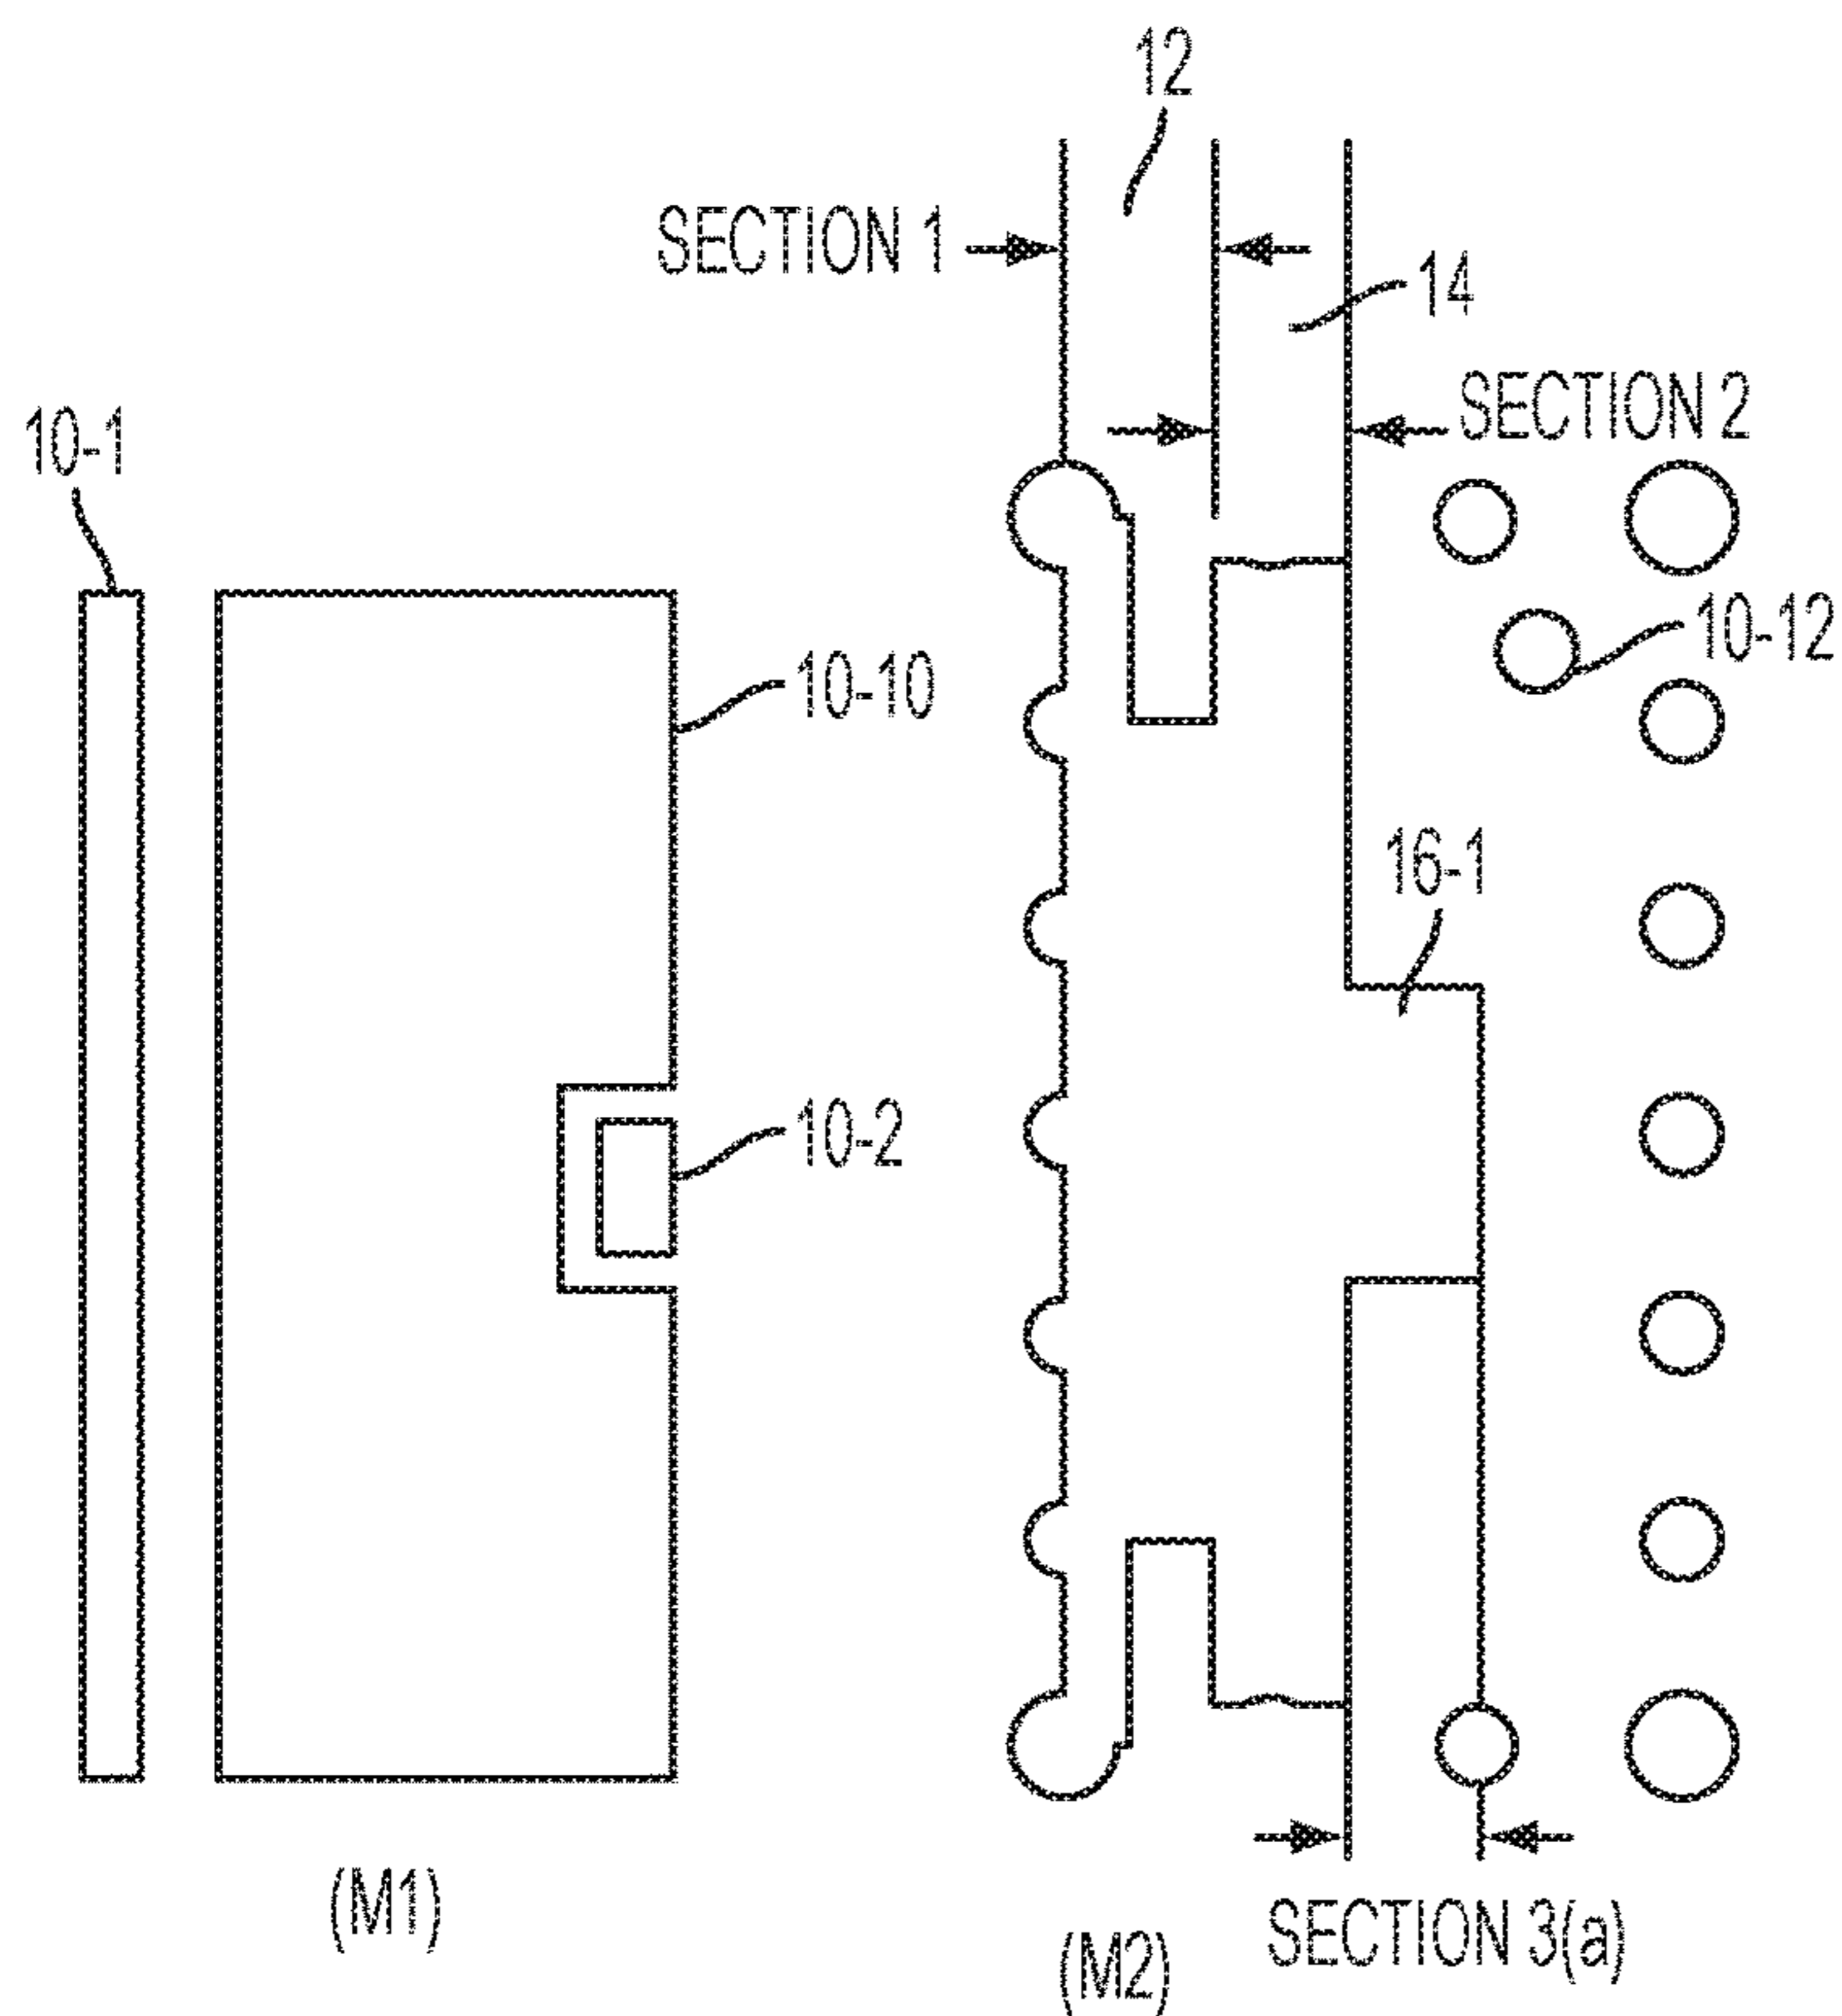 12
SECTION 1
14
SECTION 2
10-1
10-12
10-10
16-1
10-2
(M1)
SECTION 3(a)
(M2)